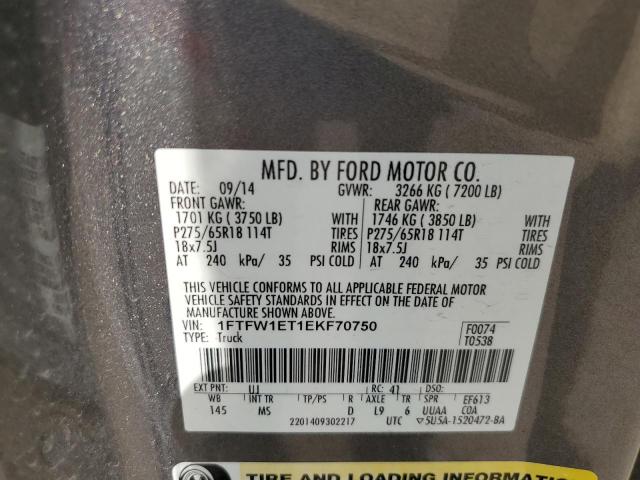 MFD. BY FORD MOTOR CO.
DATE: 09/14 GVWR: 3266 KG ( 7200 LB)
FRONT GAWR: REAR GAWR:
1701 KG ( 3750 LB) WITH 1746 KG ( 3850 LB) WITH
P275/65R18 114T TIRES P275/65R18 114T TIRES
18x7.5J RIMS 18x7.5J RIMS
AT 240 kPa/ 35 PSI COLD AT 240 kPa/ 35 PSI COLD
THIS VEHICLE CONFORMS TO ALL APPLICABLE FEDERAL MOTOR
VEHICLE SAFETY STANDARDS IN EFFECT ON THE DATE OF
MANUFACTURE SHOWN ABOVE.
VIN: 1FTFW1ET1EKF70750 F0074
TYPE: Truck T0538
EXT PNT: UJ RC: 41 DSO:
WB INT TR TP/PS R AXLE TR SPR EF613
145 MS D L9 6 UUAA COA
2201409302217 UTC ▽5U5A-1520472-BA
TIRE AND LOADING INFORMATION